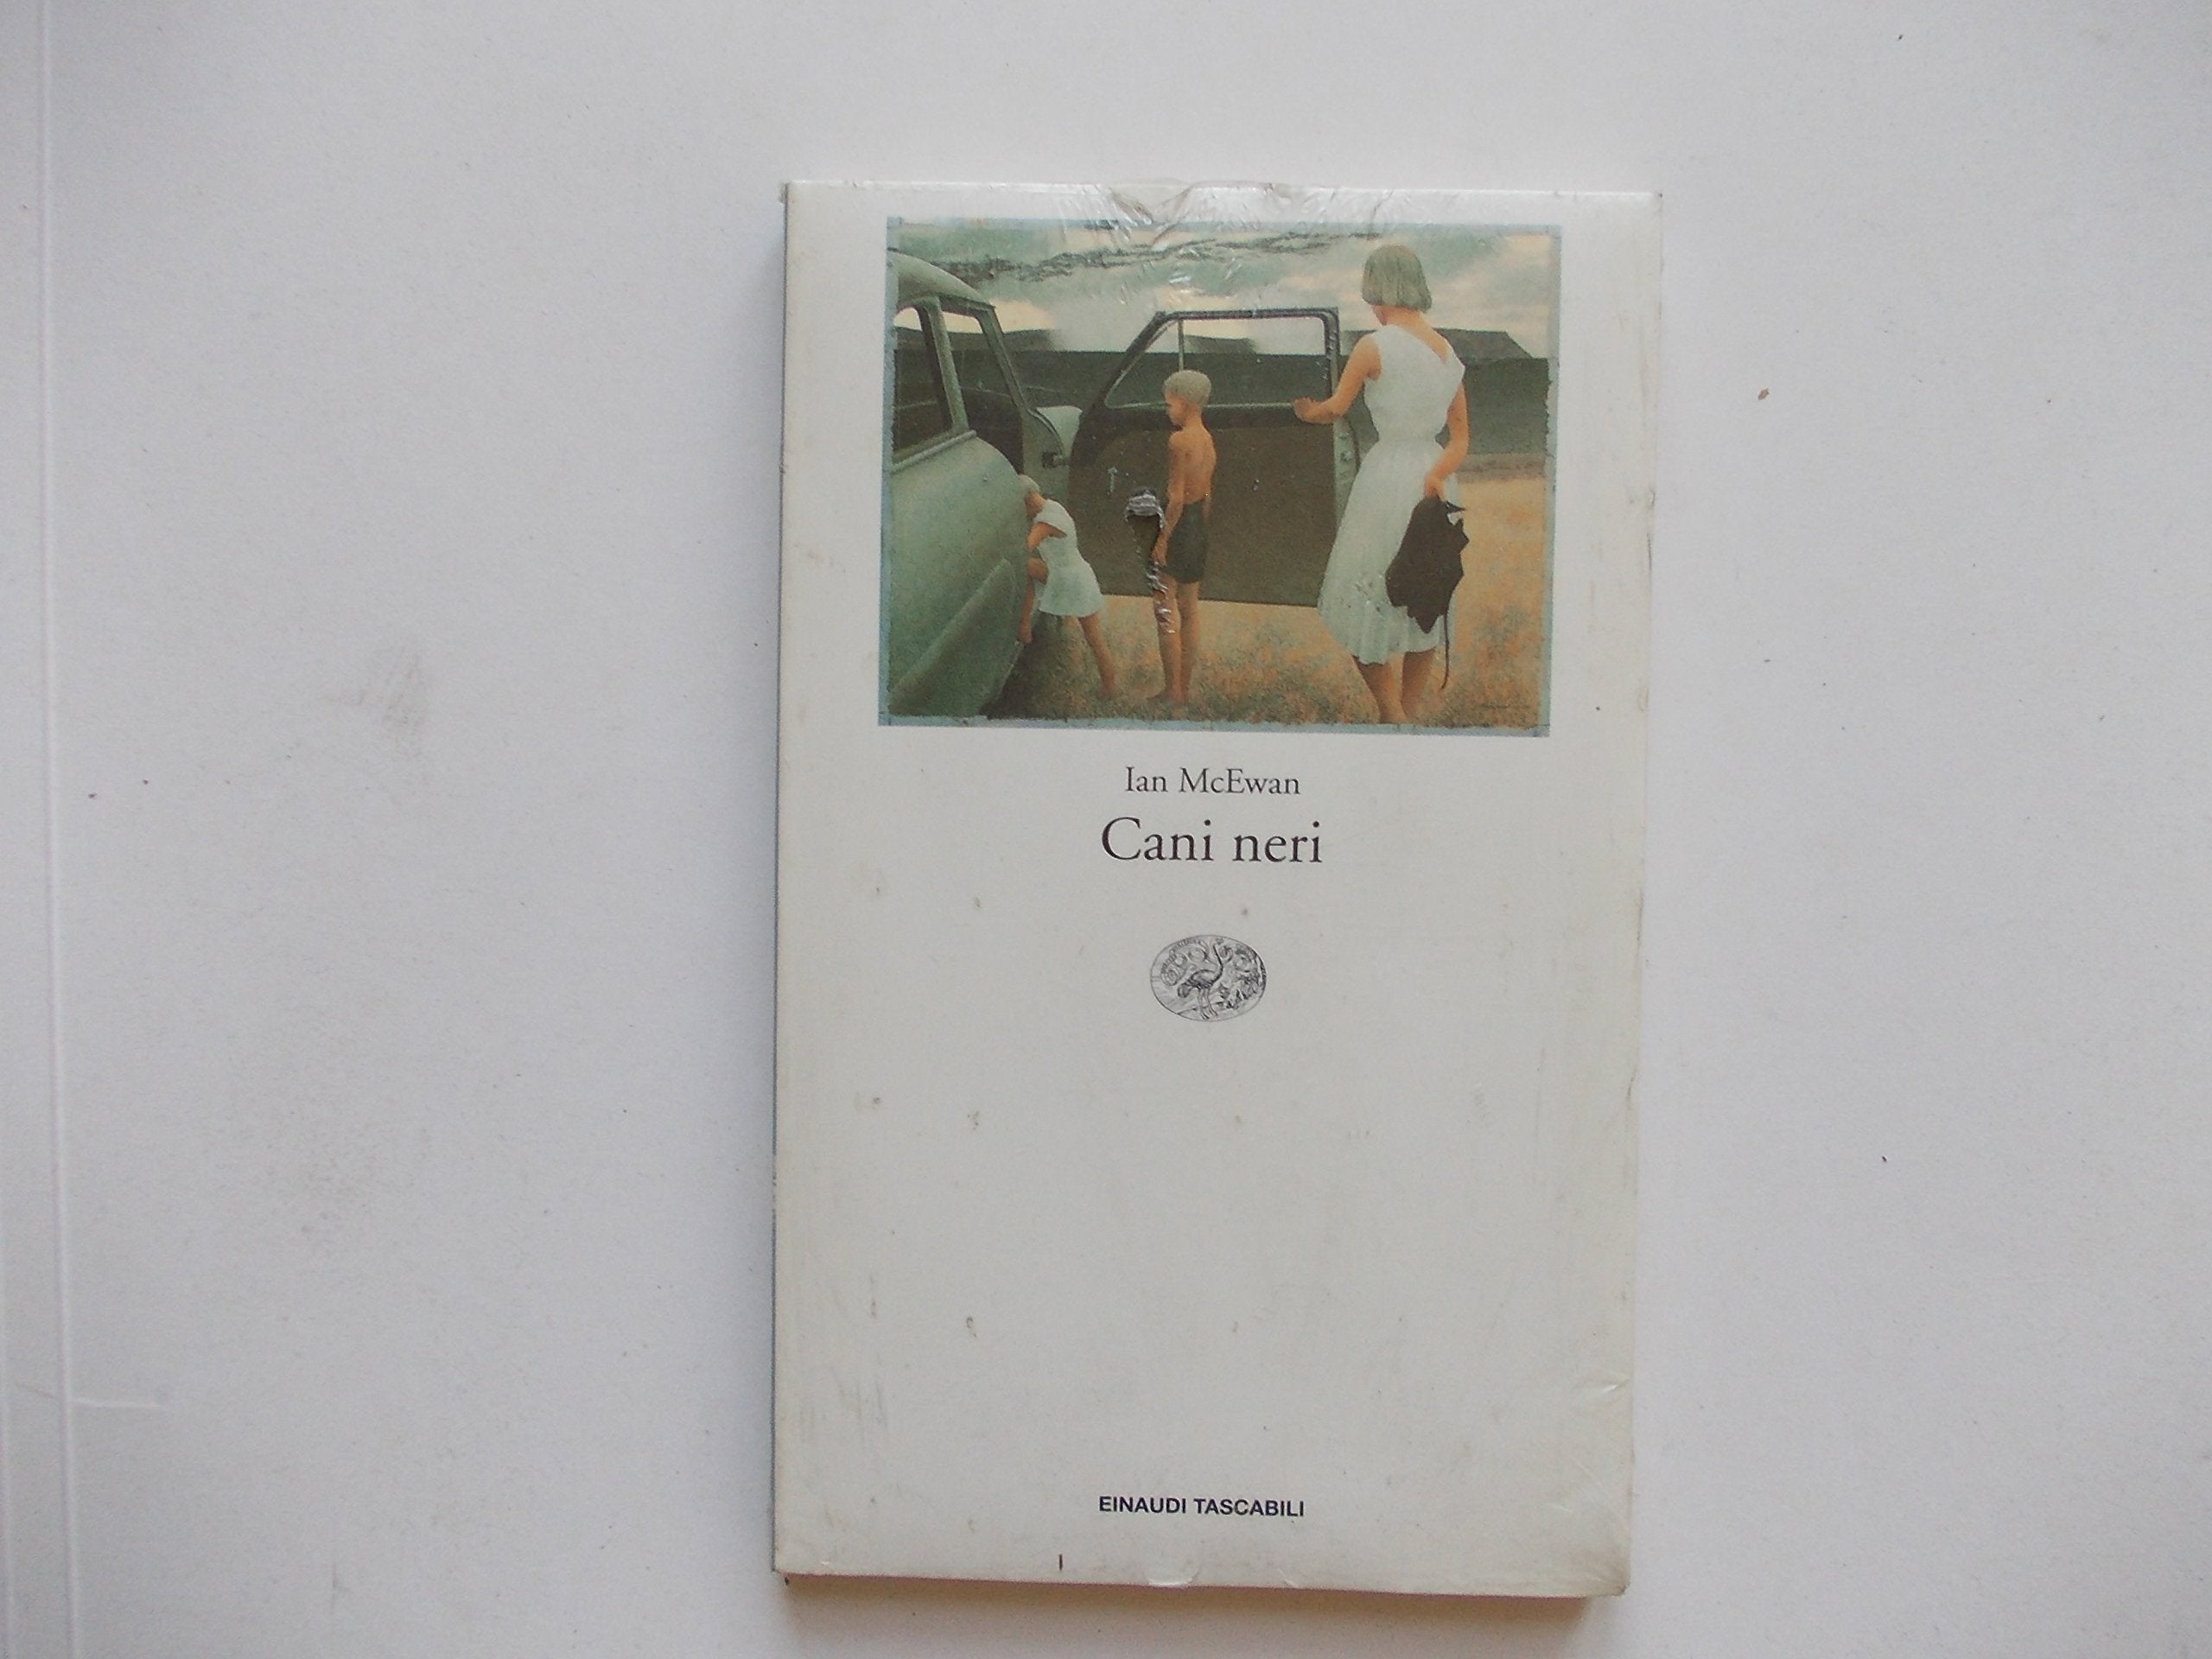 Ian McEwan
Cani neri
EINAUDI TASCABILI